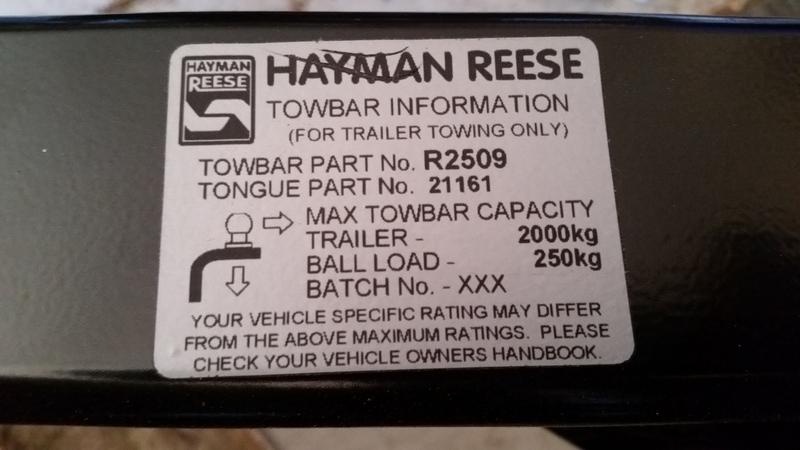 HAYMAN
REESE
HAYMAN REESE
TOWBAR INFORMATION
(FOR TRAILER TOWING ONLY)
TOWBAR PART No. R2509
TONGUE PART No. 21161
MAX TOWBAR CAPACITY
TRAILER - 2000kg
BALL LOAD - 250kg
BATCH No. - XXX
YOUR VEHICLE SPECIFIC RATING MAY DIFFER
FROM THE ABOVE MAXIMUM RATINGS. PLEASE
CHECK YOUR VEHICLE OWNERS HANDBOOK.